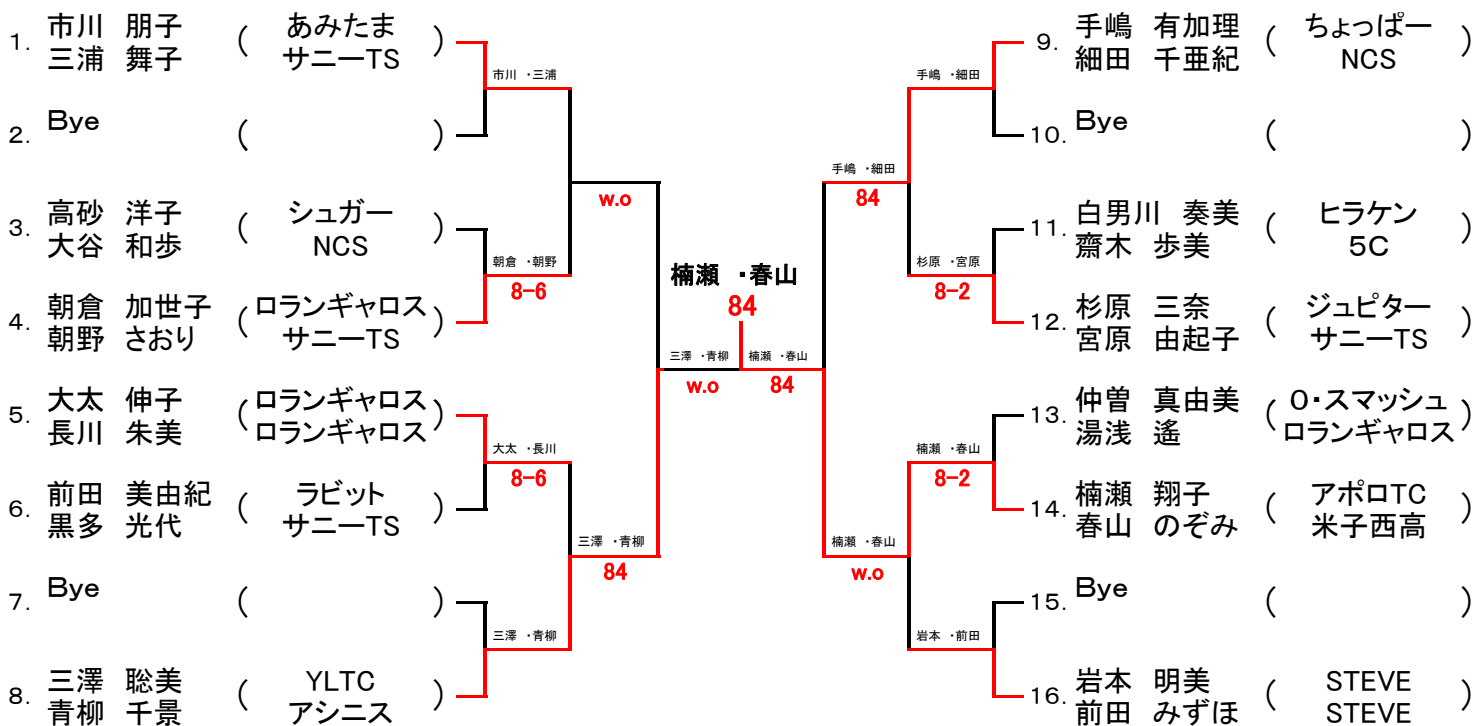 1. 市川 朋子 ( あみたま )
三浦 舞子 サニーTS
2. Bye ( )
3. 高砂 洋子 ( シュガー )
大谷 和歩 NCS
4. 朝倉 加世子 ( ロランギャロス )
朝野 さおり サニーTS
5. 大太 伸子 ( ロランギャロス )
長川 朱美 ロランギャロス
6. 前田 美由紀 ( ラビット )
黒多 光代 サニーTS
7. Bye ( )
8. 三澤 聡美 ( YLTC )
青柳 千景 アシニス
市川 ・三浦
朝倉 ・朝野
8-6
大太 ・長川
8-6
三澤 ・青柳
w.o
三澤 ・青柳
84
三澤 ・青柳
w.o
楠瀬 ・春山
84
楠瀬 ・春山
84
手嶋 ・細田
84
楠瀬 ・春山
w.o
手嶋 ・細田
杉原 ・宮原
8-2
楠瀬 ・春山
8-2
岩本 ・前田
9. 手嶋 有加理 ( ちょっぱー )
細田 千亜紀 NCS
10. Bye ( )
11. 白男川 奏美 ( ヒラケン )
齋木 歩美 5C
12. 杉原 三奈 ( ジュピター )
宮原 由起子 サニーTS
13. 仲曽 真由美 ( O・スマッシュ )
湯浅 遙 ロランギャロス
14. 楠瀬 翔子 ( アポロTC )
春山 のぞみ 米子西高
15. Bye ( )
16. 岩本 明美 ( STEVE )
前田 みずほ STEVE